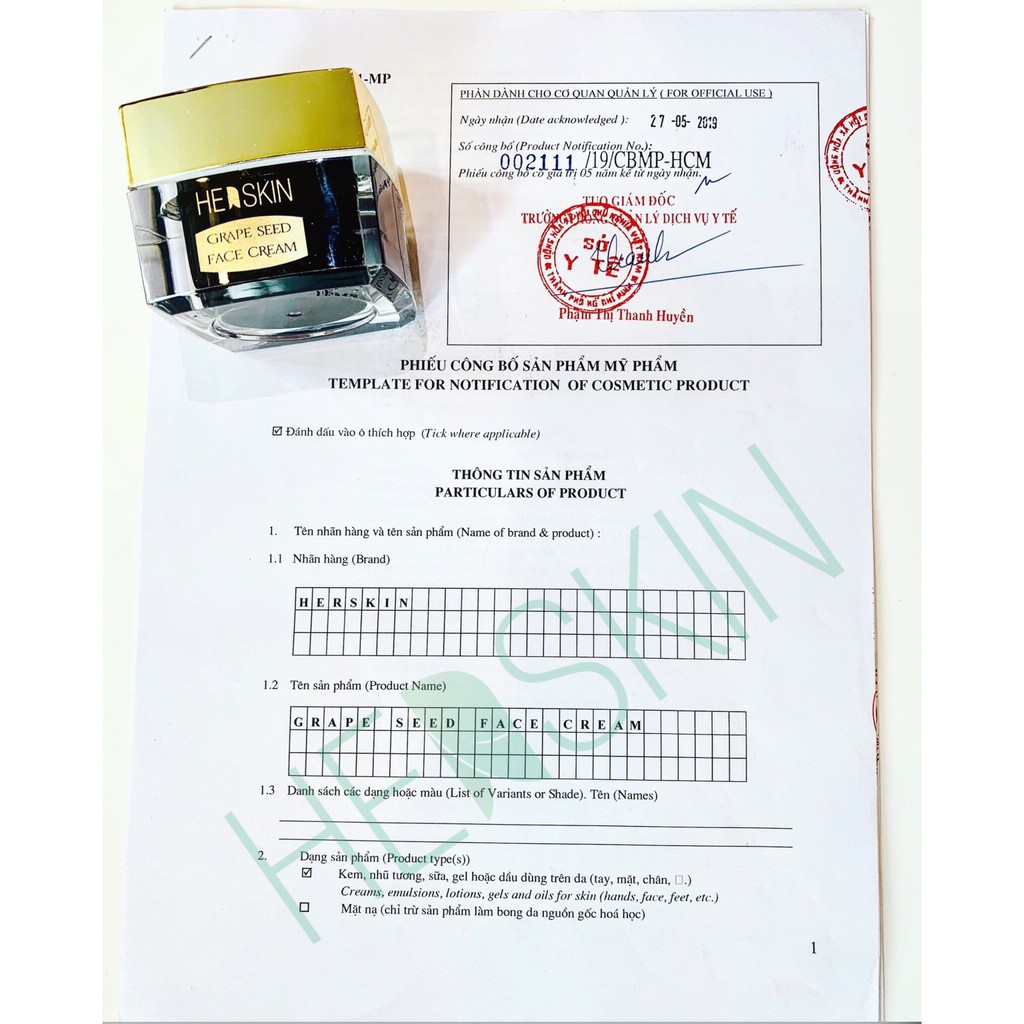 1-MP
HERSKIN
GRAPE SEED
FACE CREAM
PHẦN DÀNH CHO CƠ QUAN QUẢN LÝ ( FOR OFFICIAL USE )
Ngày nhận (Date acknowledged ): 27 -05- 2019
Số công bố (Product Notification No.):
002111 /19/CBMP-HCM
Phiếu công bố có giá trị 05 năm kể từ ngày nhận.
TUQ GIÁM ĐỐC
TRƯỞNG PHÒNG QUẢN LÝ DỊCH VỤ Y TẾ
SỞ
Y TẾ
Phạm Thị Thanh Huyền
PHIẾU CÔNG BỐ SẢN PHẨM MỸ PHẨM
TEMPLATE FOR NOTIFICATION OF COSMETIC PRODUCT
☑ Đánh dấu vào ô thích hợp (Tick where applicable)
THÔNG TIN SẢN PHẨM
PARTICULARS OF PRODUCT
1. Tên nhãn hàng và tên sản phẩm (Name of brand & product) :
1.1 Nhãn hàng (Brand)
HERSKIN
1.2 Tên sản phẩm (Product Name)
GRAPE SEED FACE CREAM
1.3 Danh sách các dạng hoặc màu (List of Variants or Shade). Tên (Names)
2. Dạng sản phẩm (Product type(s))
☑ Kem, nhũ tương, sữa, gel hoặc dầu dùng trên da (tay, mặt, chân, □.)
Creams, emulsions, lotions, gels and oils for skin (hands, face, feet, etc.)
☐ Mặt nạ (chỉ trừ sản phẩm làm bong da nguồn gốc hoá học)
1
HERSKIN